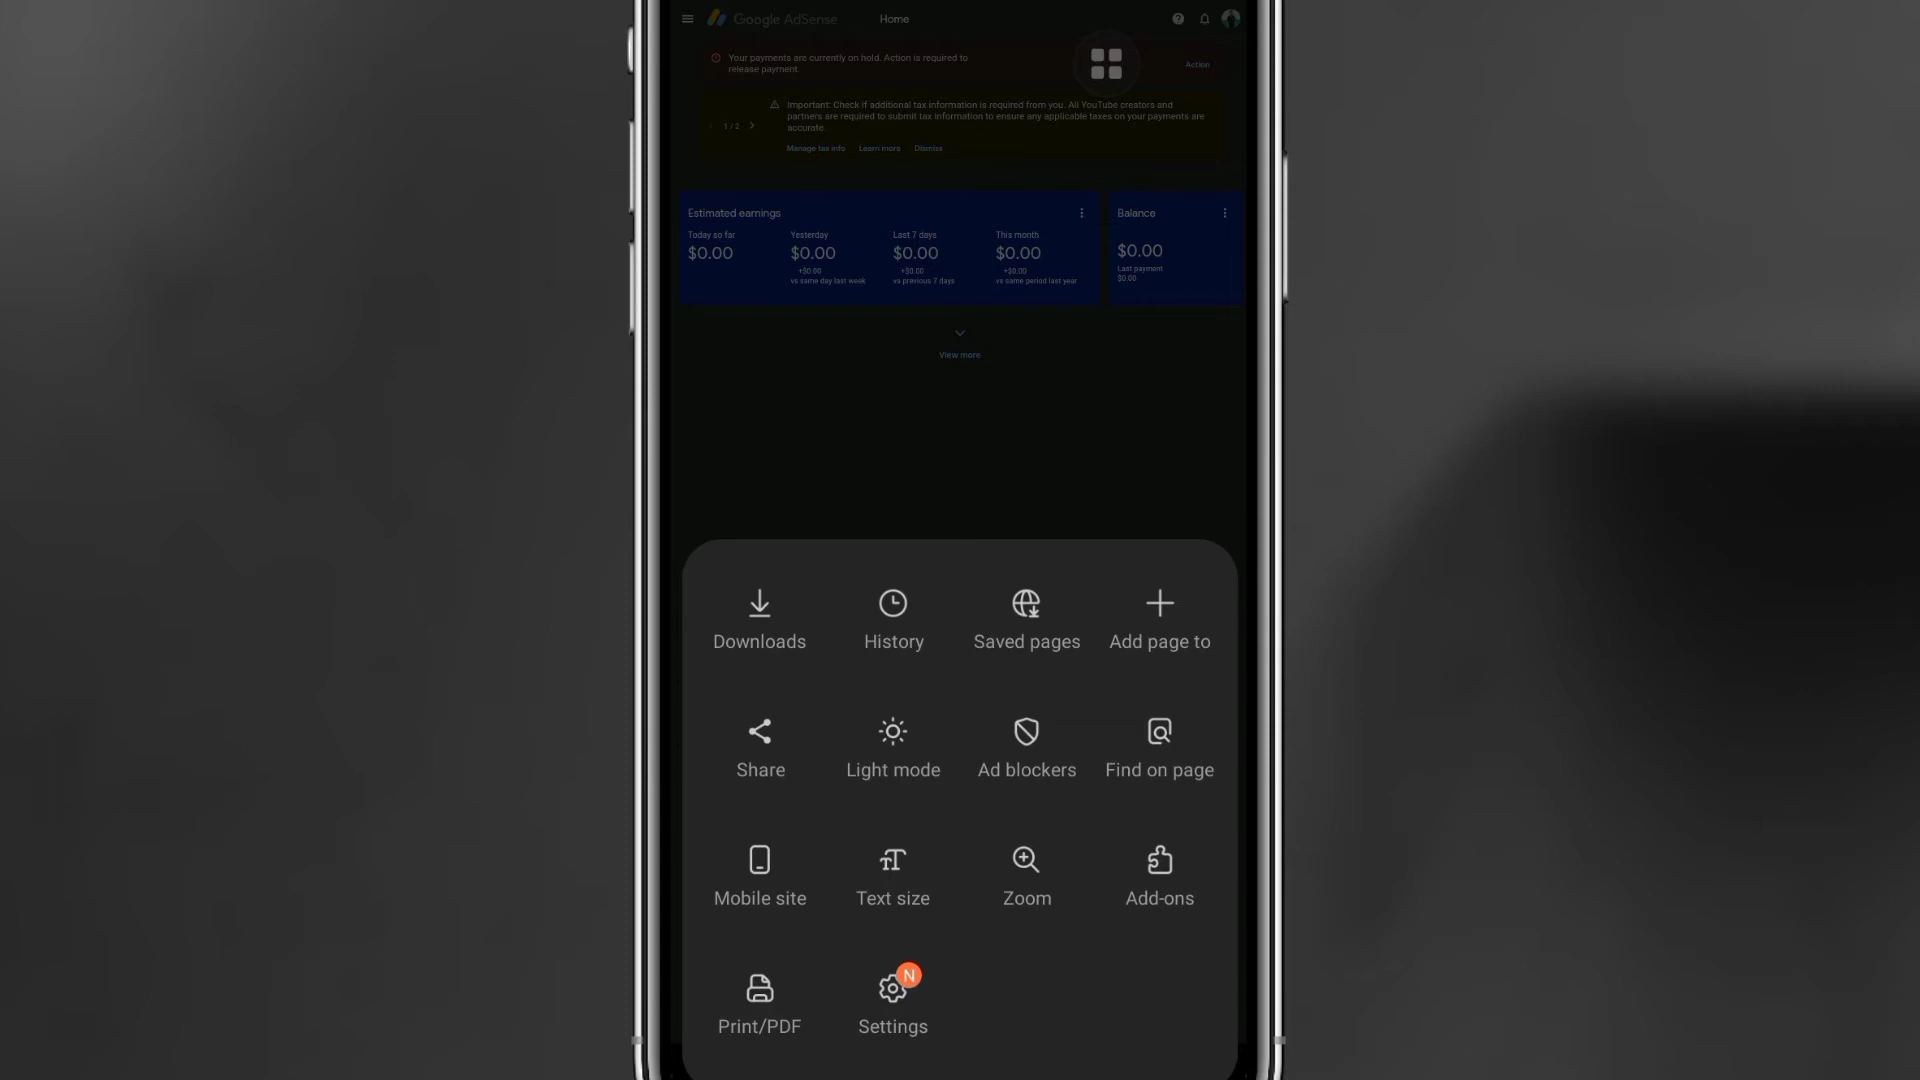 Google AdSense
Home
Your payments are currently on hold. Action is required to
release payment.
Action
Important: Check if additional tax information is required from you. All YouTube creators and
partners are required to submit tax information to ensure any applicable taxes on your payments are
accurate.
1 / 2
Manage tax info Learn more Dismiss
Estimated earnings
Today so far Yesterday Last 7 days This month
$0.00 $0.00 $0.00 $0.00
+$0.00 +$0.00 +$0.00
vs same day last week vs previous 7 days vs same period last year
Balance
$0.00
Last payment
$0.00
View more
Downloads History Saved pages Add page to
Share Light mode Ad blockers Find on page
Mobile site Text size Zoom Add-ons
N
Print/PDF Settings